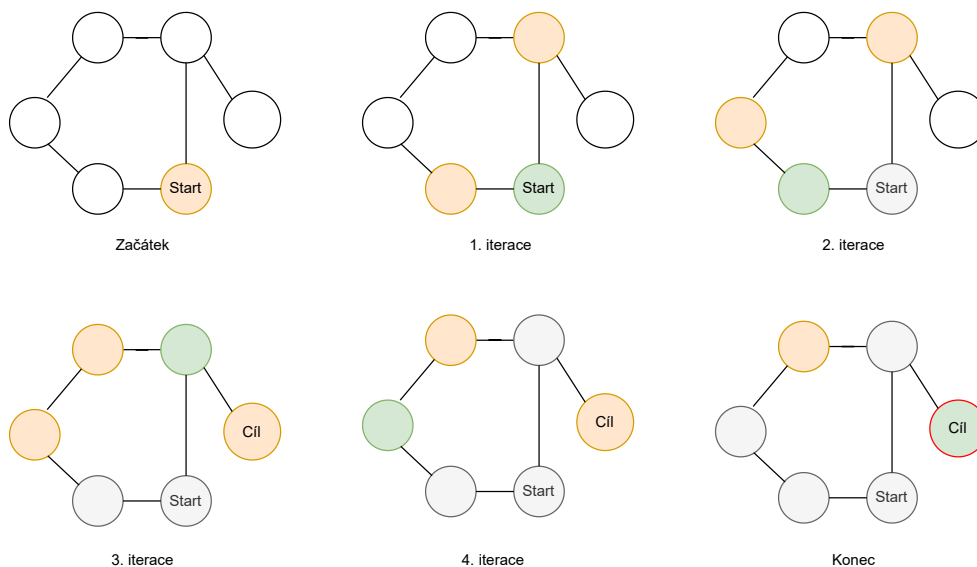 Start
Začátek
Start
1. iterace
Start
2. iterace
Cíl
Start
3. iterace
Cíl
Start
4. iterace
Cíl
Start
Konec